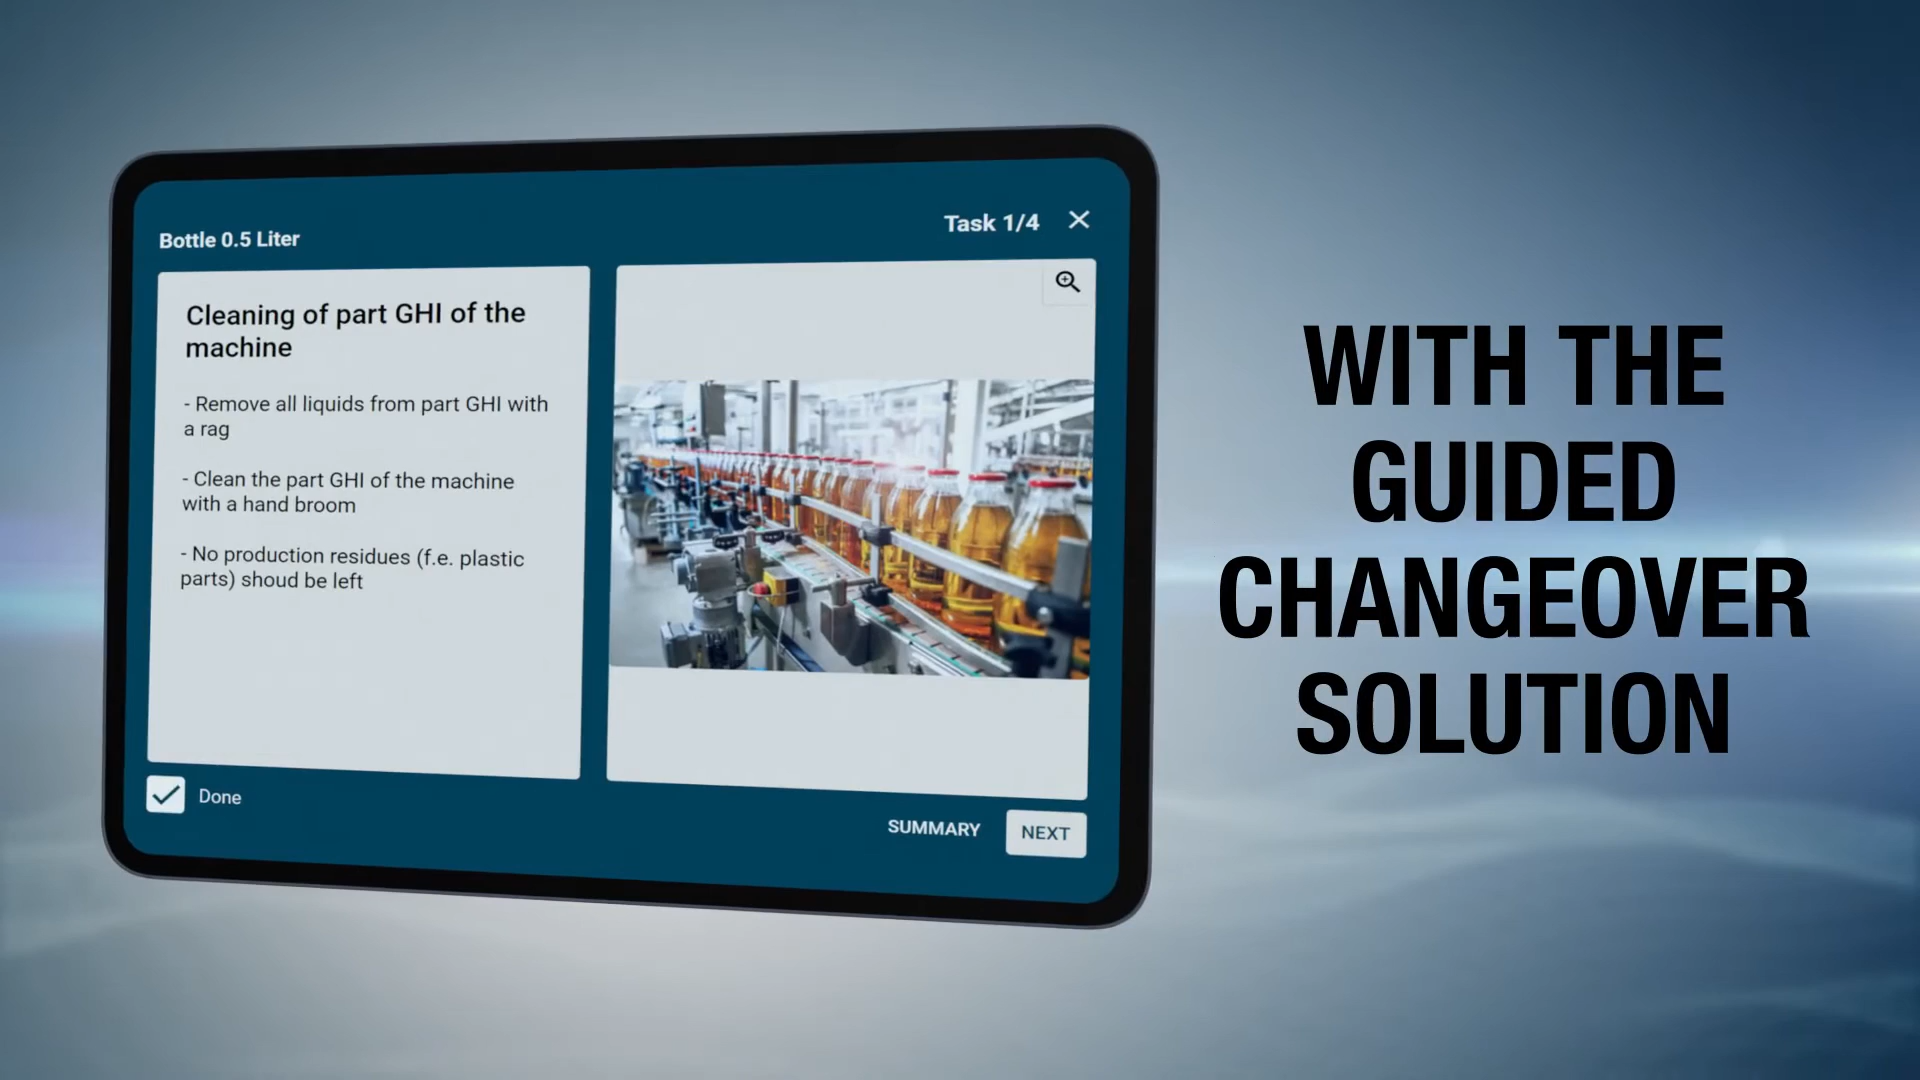 Bottle 0.5 Liter
Task 1/4
Cleaning of part GHI of the
machine
- Remove all liquids from part GHI with
a rag
- Clean the part GHI of the machine
with a hand broom
- No production residues (f.e. plastic
parts) shoud be left
Done
SUMMARY
NEXT
WITH THE
GUIDED
CHANGEOVER
SOLUTION